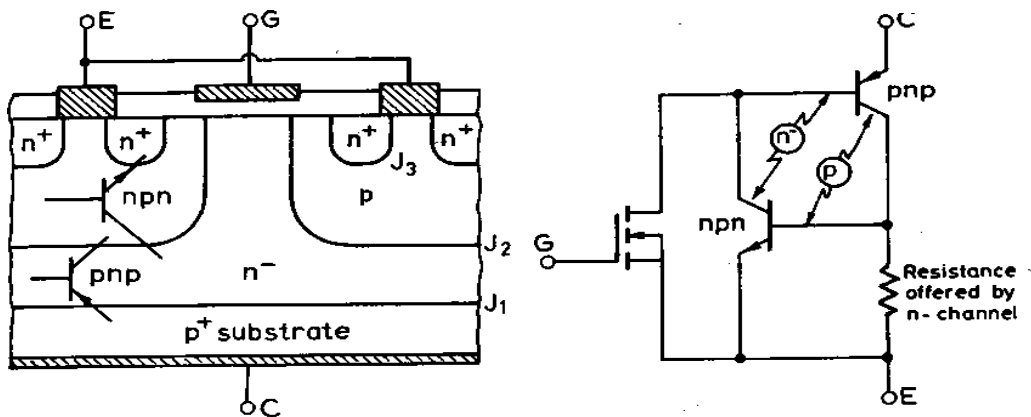 E
G
n+
n+
n+
n+
J3
npn
p
J2
pnp
n−
J1
p+ substrate
C
C
pnp
n−
p
npn
G
Resistance
offered by
n- channel
E